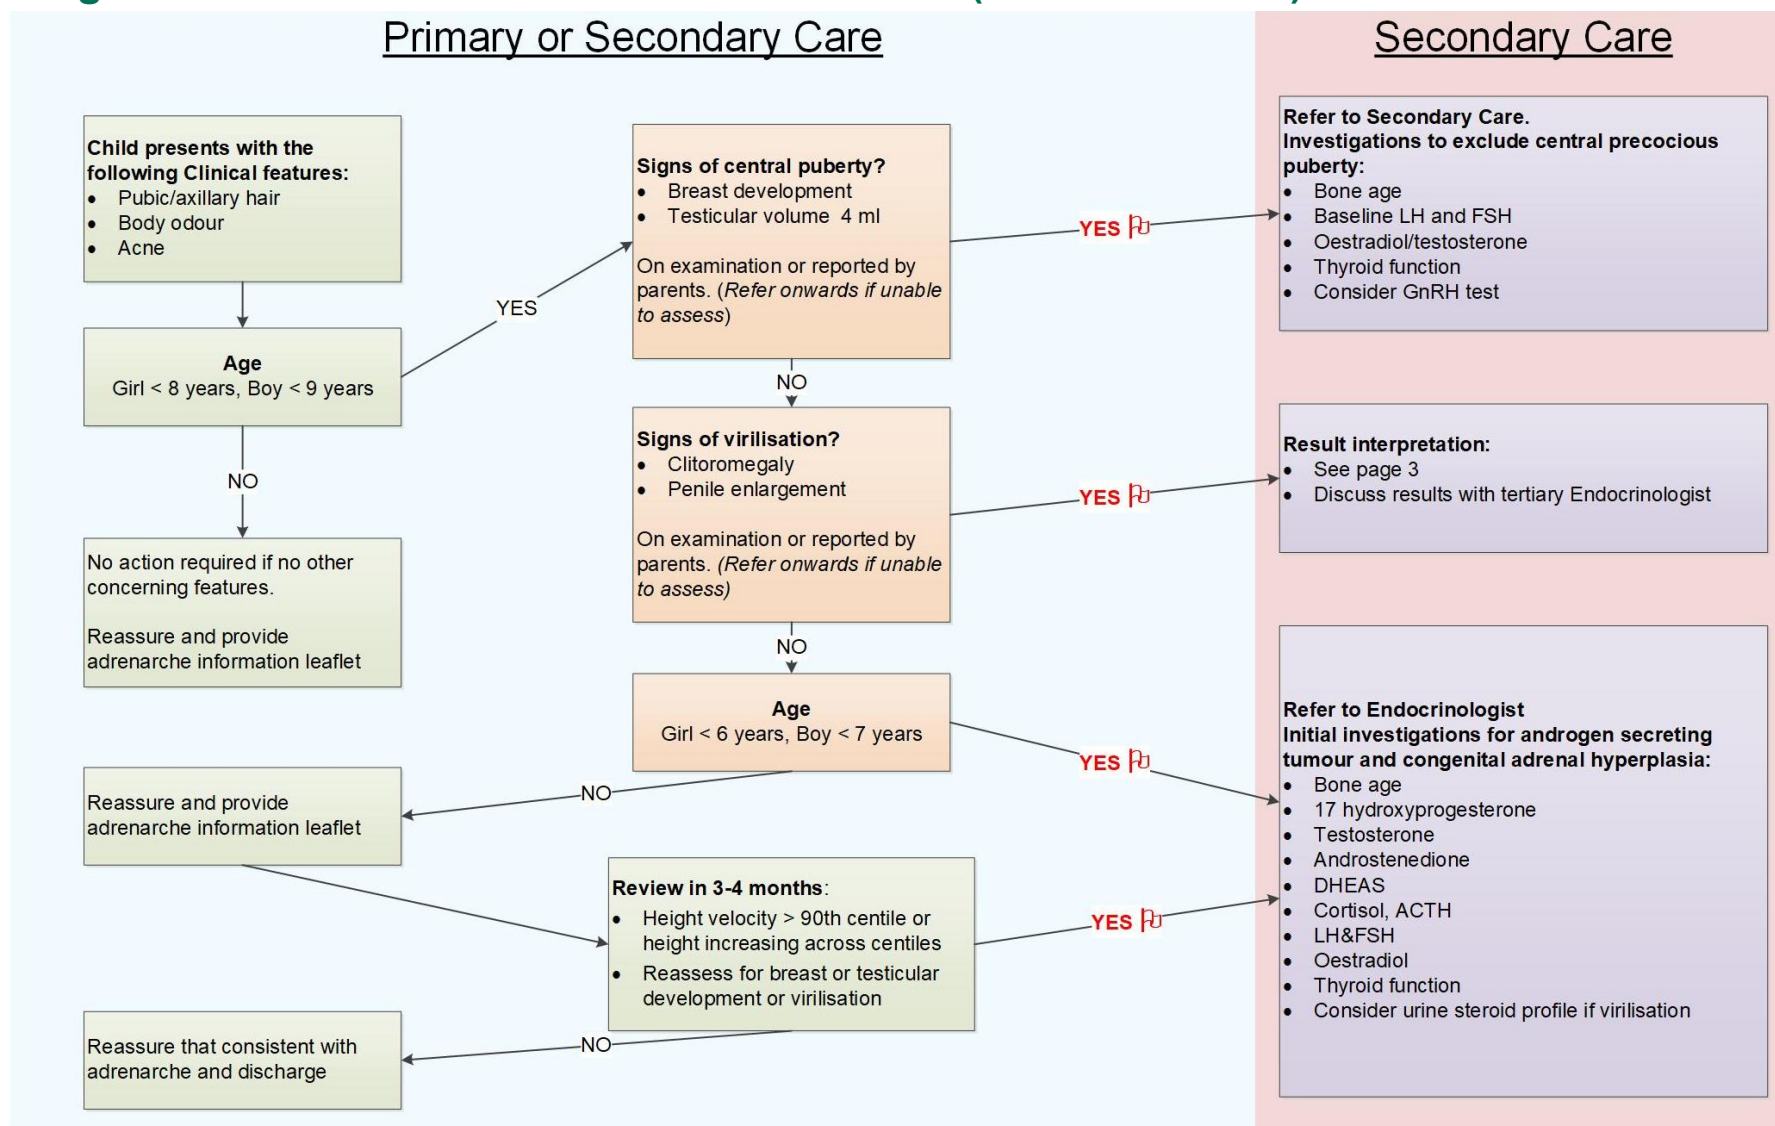 Primary or Secondary Care
Secondary Care
Child presents with the
following Clinical features:
• Pubic/axillary hair
• Body odour
• Acne
Age
Girl < 8 years, Boy < 9 years
YES
NO
No action required if no other
concerning features.
Reassure and provide
adrenarche information leaflet
Signs of central puberty?
• Breast development
• Testicular volume 4 ml
On examination or reported by
parents. (Refer onwards if unable
to assess)
YES
NO
Refer to Secondary Care.
Investigations to exclude central precocious
puberty:
• Bone age
• Baseline LH and FSH
• Oestradiol/testosterone
• Thyroid function
• Consider GnRH test
Signs of virilisation?
• Clitoromegaly
• Penile enlargement
On examination or reported by
parents. (Refer onwards if unable
to assess)
YES
NO
Result interpretation:
• See page 3
• Discuss results with tertiary Endocrinologist
Age
Girl < 6 years, Boy < 7 years
YES
NO
Reassure and provide
adrenarche information leaflet
Review in 3-4 months:
• Height velocity > 90th centile or
height increasing across centiles
• Reassess for breast or testicular
development or virilisation
YES
NO
Reassure that consistent with
adrenarche and discharge
Refer to Endocrinologist
Initial investigations for androgen secreting
tumour and congenital adrenal hyperplasia:
• Bone age
• 17 hydroxyprogesterone
• Testosterone
• Androstenedione
• DHEAS
• Cortisol, ACTH
• LH&FSH
• Oestradiol
• Thyroid function
• Consider urine steroid profile if virilisation